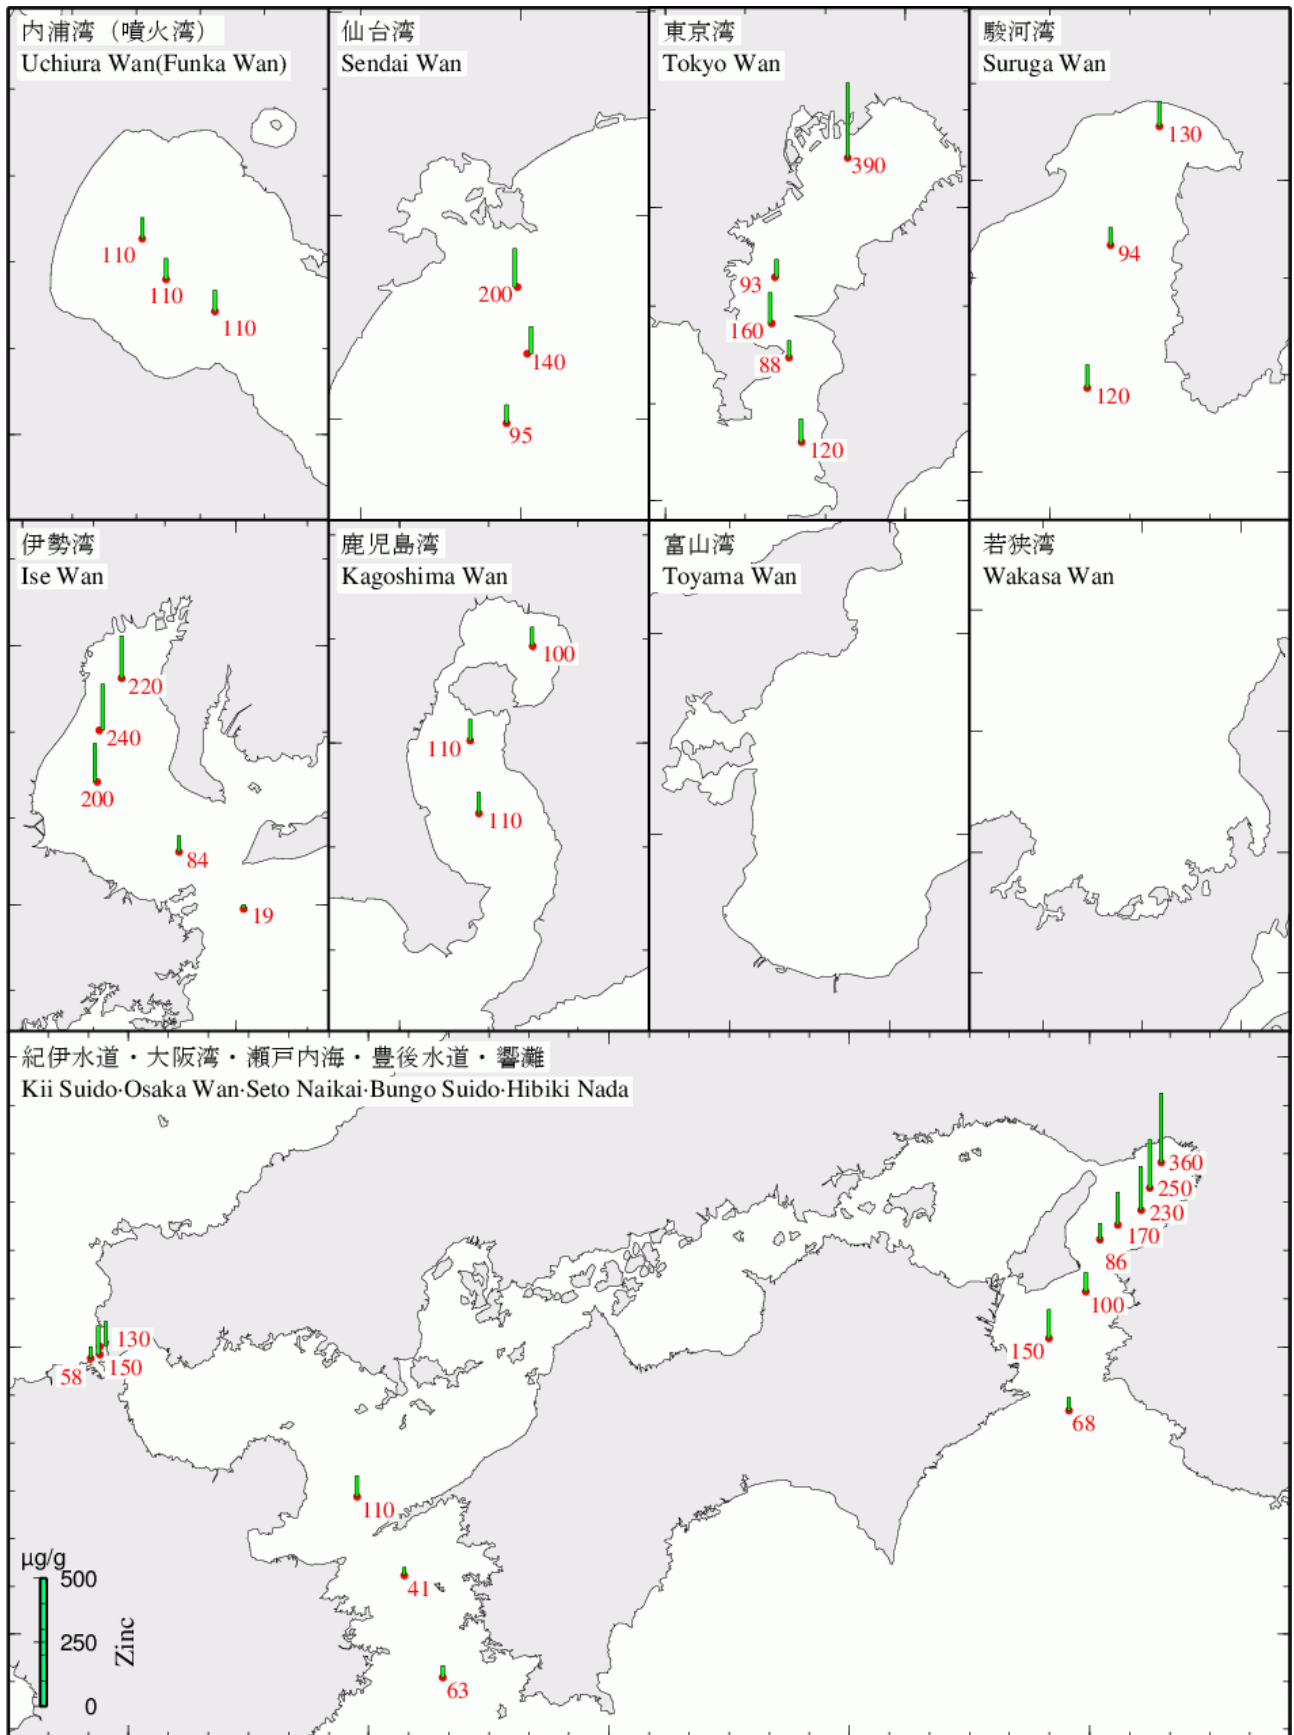 内浦湾（噴火湾）
Uchiura Wan(Funka Wan)
110
110
110
仙台湾
Sendai Wan
200
140
95
東京湾
Tokyo Wan
390
93
160
88
120
駿河湾
Suruga Wan
130
94
120
伊勢湾
Ise Wan
220
240
200
84
19
鹿児島湾
Kagoshima Wan
100
110
110
富山湾
Toyama Wan
若狭湾
Wakasa Wan
紀伊水道・大阪湾・瀬戸内海・豊後水道・響灘
Kii Suido·Osaka Wan·Seto Naikai·Bungo Suido·Hibiki Nada
360
250
230
170
86
100
150
68
130
150
58
110
41
63
µg/g
500
250
0
Zinc